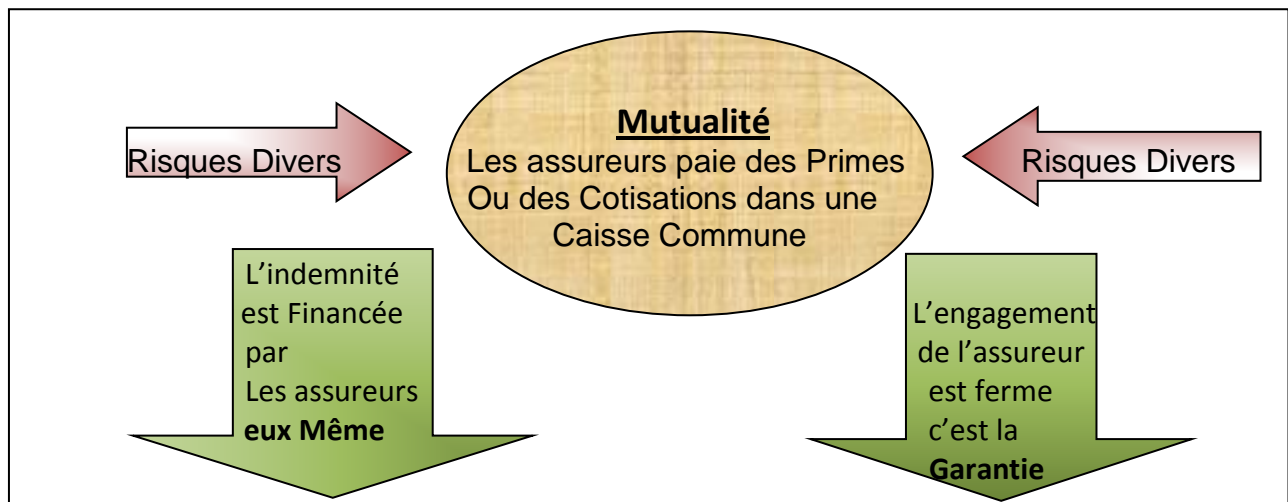 Mutualité
Les assureurs paie des Primes
Ou des Cotisations dans une
Caisse Commune
Risques Divers
Risques Divers
L’indemnité
est Financée
par
Les assureurs
eux Même
L’engagement
de l’assureur
est ferme
c’est la
Garantie